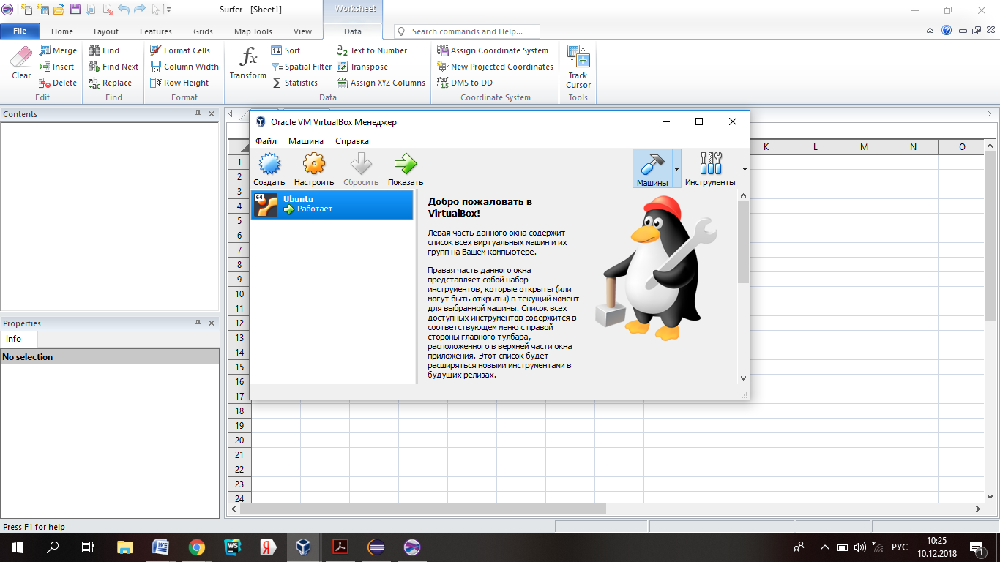 Surfer - [Sheet1]
Worksheet
File
Home
Layout
Features
Grids
Map Tools
View
Data
Search commands and Help...
Clear
Merge
Insert
Delete
Edit
Find
Find Next
Replace
Find
Format Cells
Column Width
Row Height
Format
fx
Transform
Sort
Spatial Filter
Statistics
Text to Number
Transpose
Assign XYZ Columns
Data
Assign Coordinate System
New Projected Coordinates
DMS to DD
Coordinate System
Track
Cursor
Tools
Contents
Properties
Info
No selection
Oracle VM VirtualBox Менеджер
Файл
Машина
Справка
Создать
Настроить
Сбросить
Показать
Машины
Инструменты
64
Ubuntu
Работает
Добро пожаловать в
VirtualBox!
Левая часть данного окна содержит
список всех виртуальных машин и их
групп на Вашем компьютере.
Правая часть данного окна
представляет собой набор
инструментов, которые открыты (или
могут быть открыты) в текущий момент
для выбранной машины. Список всех
доступных инструментов содержится в
соответствующем меню с правой
стороны главного тулбара,
расположенного в верхней части окна
приложения. Этот список будет
расширяться новыми инструментами в
будущих релизах.
K L M N O
1
2
3
4
5
6
7
8
9
10
11
12
13
14
15
16
17
18
19
20
21
22
23
24
Press F1 for help
РУС
10:25
10.12.2018
1